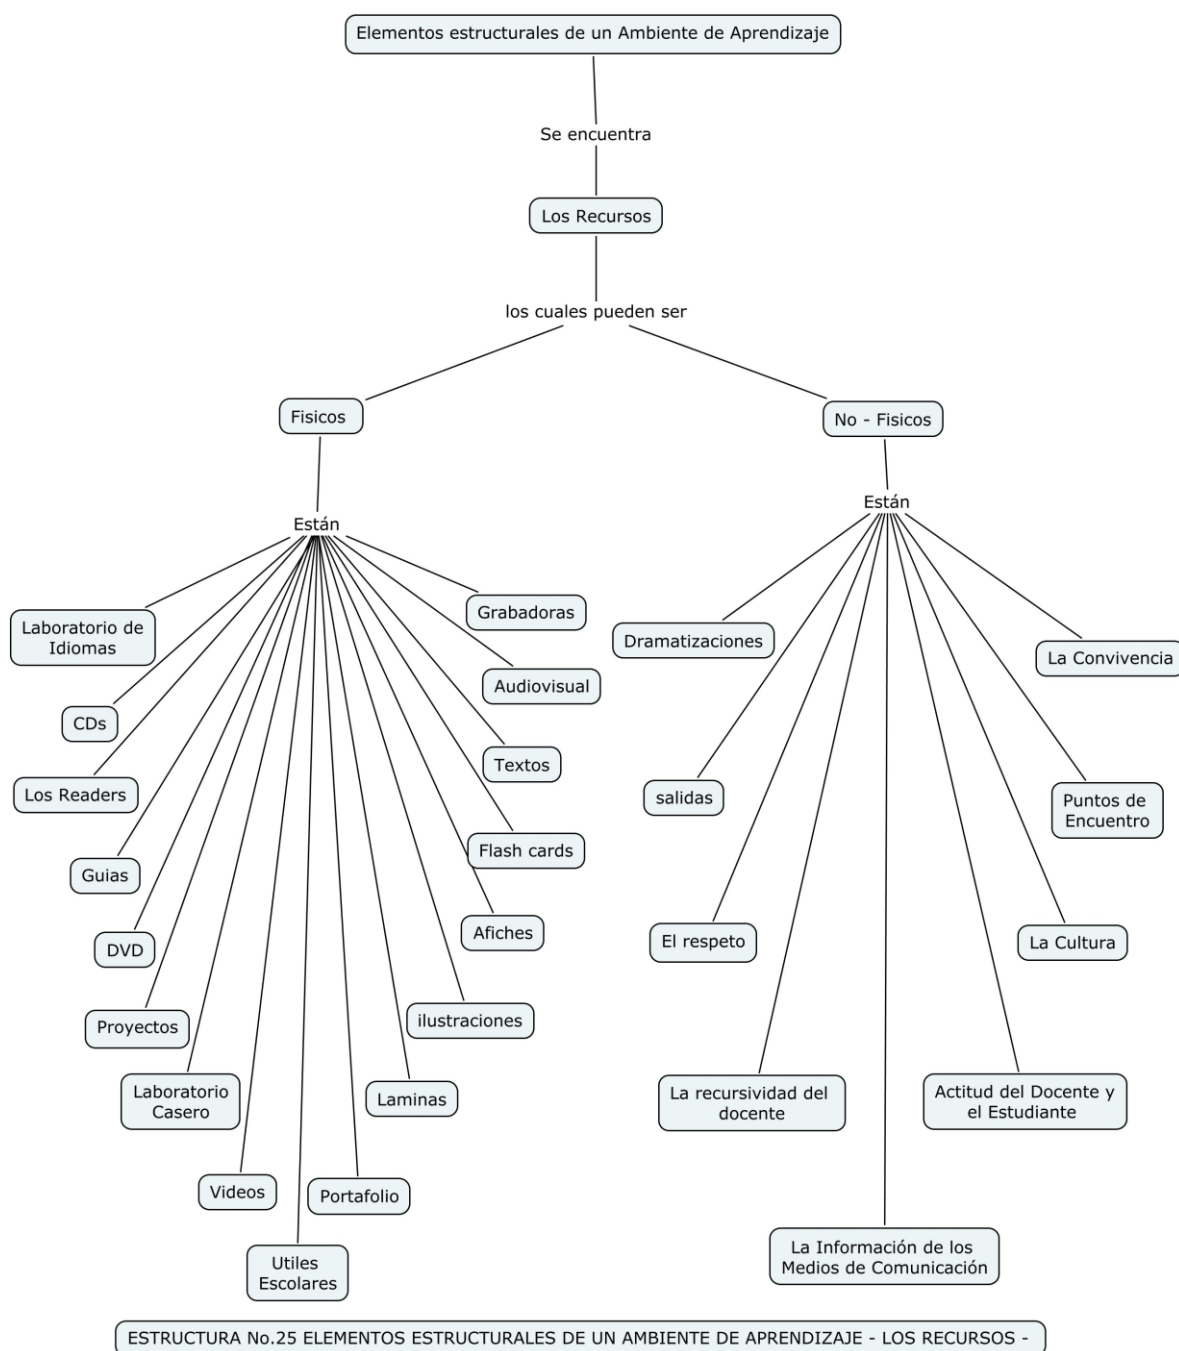 Elementos estructurales de un Ambiente de Aprendizaje
Se encuentra
Los Recursos
los cuales pueden ser
Fisicos
No - Fisicos
Están
Laboratorio de
Idiomas
CDs
Los Readers
Guias
DVD
Proyectos
Laboratorio
Casero
Videos
Utiles
Escolares
Portafolio
Laminas
ilustraciones
Afiches
Flash cards
Textos
Audiovisual
Grabadoras
Están
Dramatizaciones
salidas
El respeto
La recursividad del
docente
La Información de los
Medios de Comunicación
Actitud del Docente y
el Estudiante
La Cultura
Puntos de
Encuentro
La Convivencia
ESTRUCTURA No.25 ELEMENTOS ESTRUCTURALES DE UN AMBIENTE DE APRENDIZAJE - LOS RECURSOS -